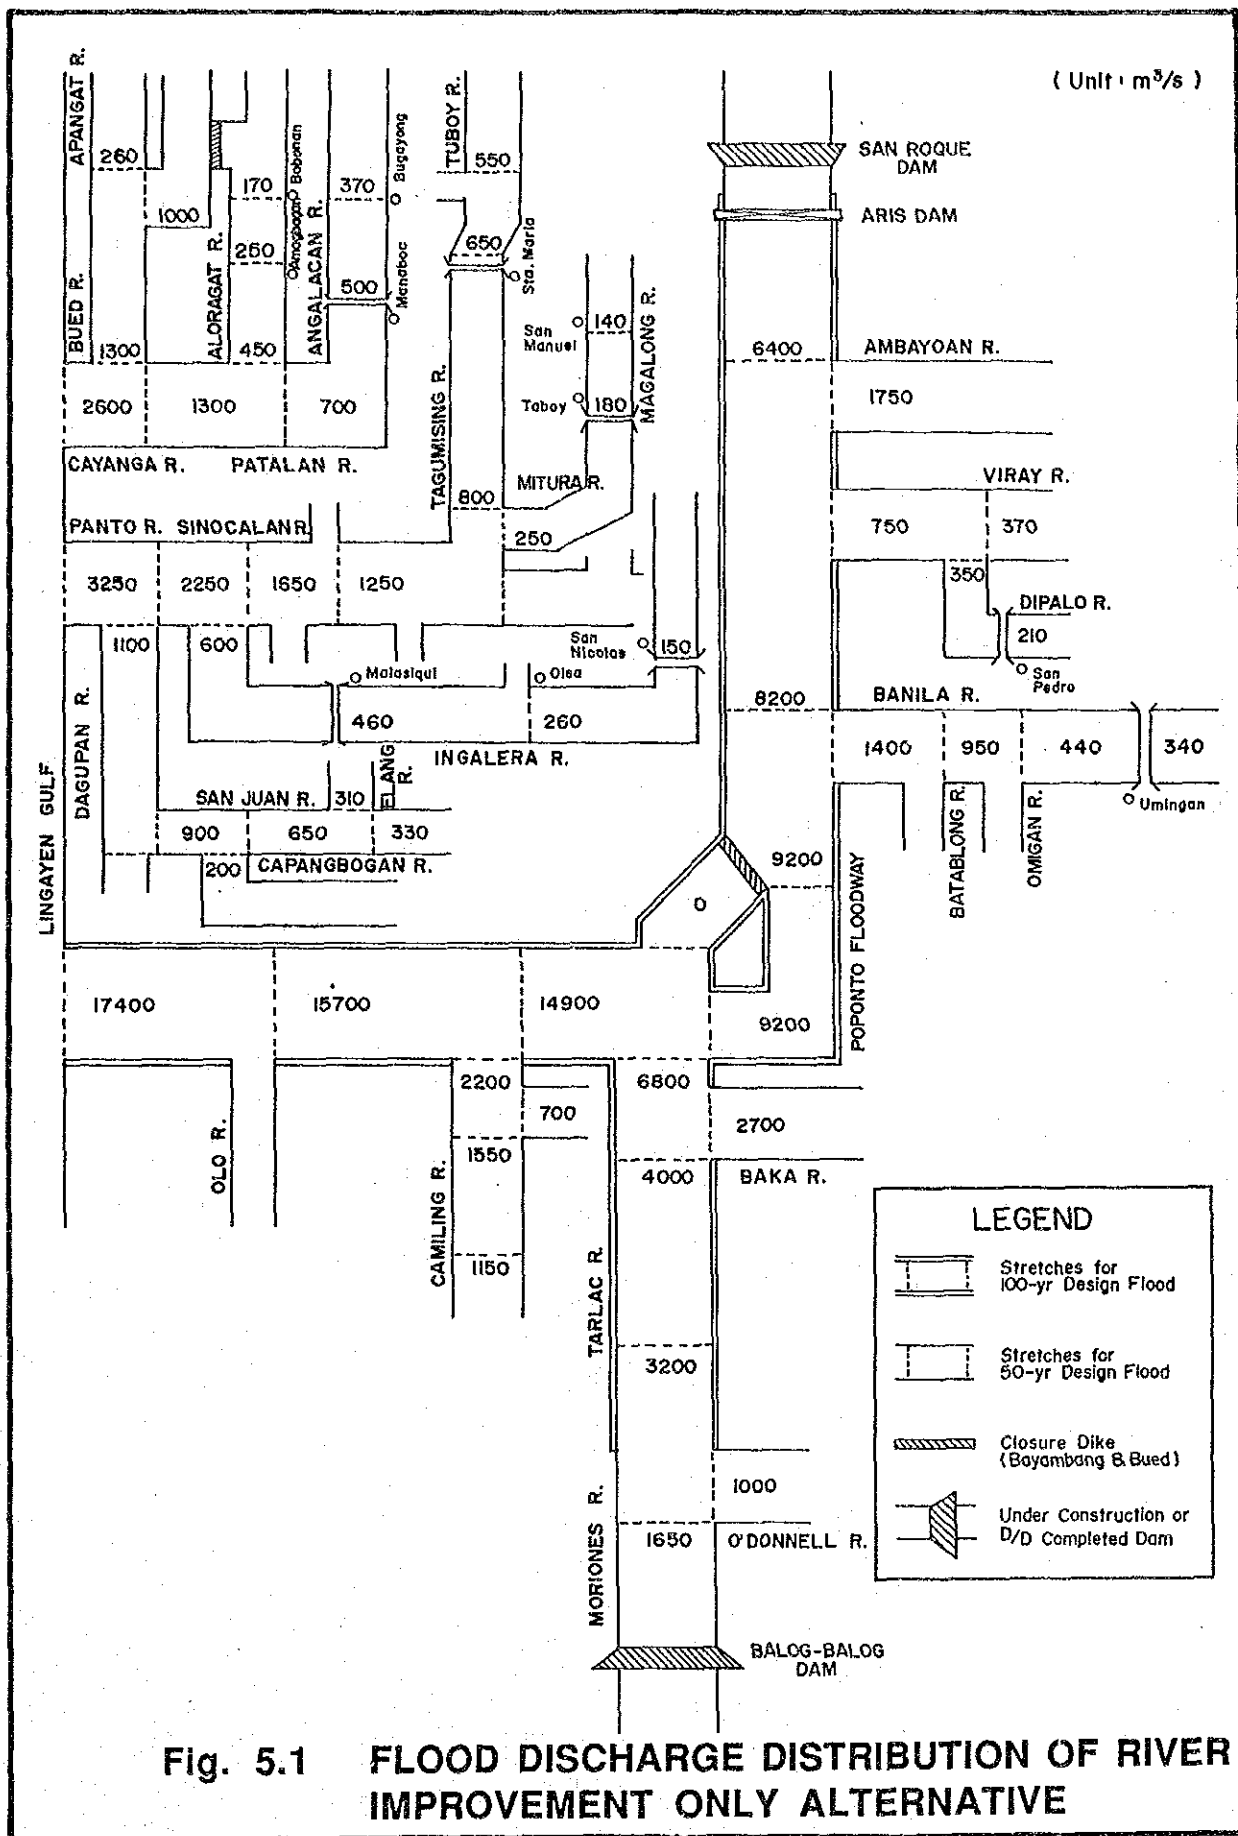 ( Unit : m³/s )
APANGAT R.
BUED R.
260
1000
1300
ALORAGAT R.
170
250
450
Bobonan
Amagbagan
ANGALACAN R.
370
500
Bugayong
Manaboc
TUBOY R.
550
650
Sta. Maria
SAN ROQUE
DAM
ARIS DAM
2600
1300
700
CAYANGA R.
PATALAN R.
TAGUMISING R.
800
San
Manuel
140
Taboy
180
MAGALONG R.
MITURA R.
250
6400
AMBAYOAN R.
1750
VIRAY R.
750
370
350
DIPALO R.
210
San
Pedro
PANTO R.
SINOCALAN R.
3250
2250
1650
1250
1100
600
San
Nicolas
150
Malasiqui
Olea
460
260
INGALERA R.
8200
BANILA R.
1400
950
440
340
Umingan
BATABLONG R.
OMIGAN R.
LINGAYEN GULF
DAGUPAN R.
SAN JUAN R.
310
ELANG
R.
900
650
330
200
CAPANGBOGAN R.
9200
0
POPONTO FLOODWAY
17400
15700
14900
9200
OLO R.
2200
700
1550
CAMILING R.
1150
6800
2700
4000
BAKA R.
TARLAC R.
3200
1000
MORIONES R.
1650
O'DONNELL R.
BALOG-BALOG
DAM
LEGEND
Stretches for
100-yr Design Flood
Stretches for
50-yr Design Flood
Closure Dike
(Bayambang & Bued)
Under Construction or
D/D Completed Dam
Fig. 5.1 FLOOD DISCHARGE DISTRIBUTION OF RIVER
IMPROVEMENT ONLY ALTERNATIVE